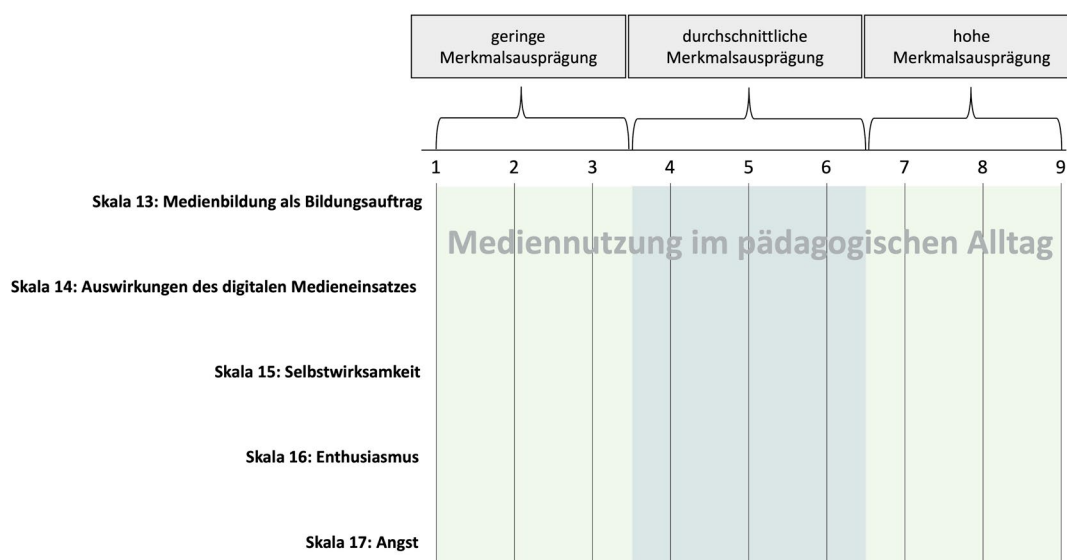 geringe
Merkmalsausprägung
durchschnittliche
Merkmalsausprägung
hohe
Merkmalsausprägung
1 2 3 4 5 6 7 8 9
Skala 13: Medienbildung als Bildungsauftrag
Mediennutzung im pädagogischen Alltag
Skala 14: Auswirkungen des digitalen Medieneinsatzes
Skala 15: Selbstwirksamkeit
Skala 16: Enthusiasmus
Skala 17: Angst